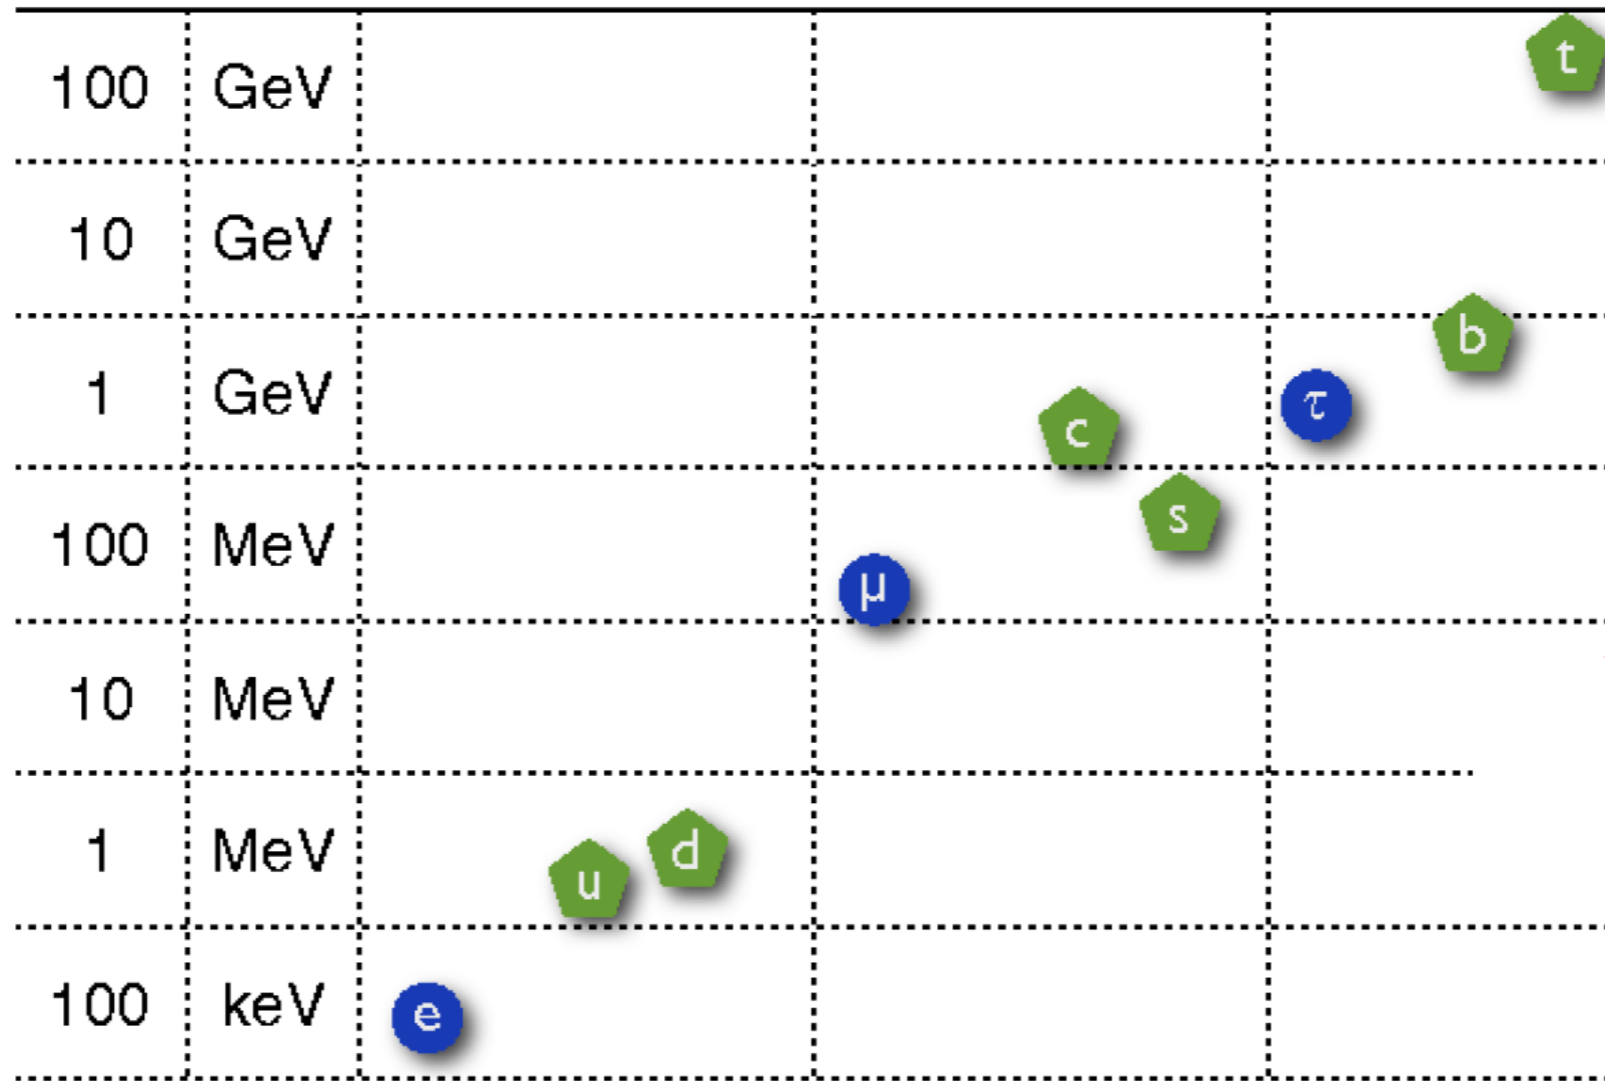 100 GeV t
10 GeV
b
1 GeV τ
c
100 MeV s
μ
10 MeV
1 MeV u d
100 keV e